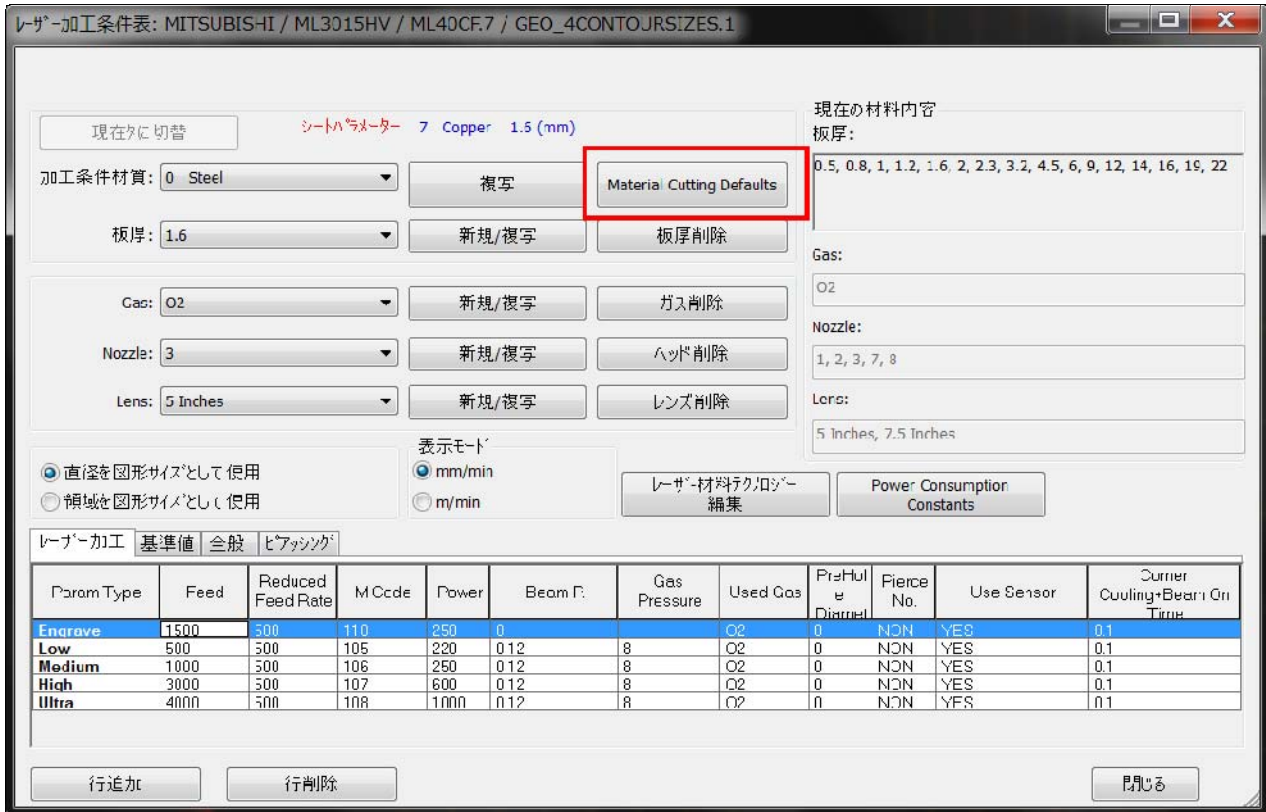 レーザー加工条件表: MITSUBISHI / ML3015HV / ML40CF.7 / GEO_4CONTOURSIZES.1
現在の材料内容
現在タに切替
シートパラメーター 7 Copper 1.6 (mm)
板厚:
加工条件材質: 0 Steel
複写
Material Cutting Defaults
0.5, 0.8, 1, 1.2, 1.6, 2, 2.3, 3.2, 4.5, 6, 9, 12, 14, 16, 19, 22
板厚: 1.6
新規/複写
板厚削除
Gas:
O2
Gas: O2
新規/複写
ガス削除
Nozzle:
1, 2, 3, 7, 8
Nozzle: 3
新規/複写
ヘッド削除
Lens:
5 Inches, 7.5 Inches
Lens: 5 Inches
新規/複写
レンズ削除
直径を図形サイズとして使用
領域を図形サイズとして使用
表示モード
mm/min
m/min
レーザー材料テクノロジー
編集
Power Consumption
Constants
レーザー加工 基準値 全般 ピアッシング
Param Type Feed Reduced Feed Rate M Code Power Beam P. Gas Pressure Used Gas PreHole Diamet Pierce No. Use Sensor Corner Cooling+Beam On Time
Engrave 1500 500 110 250 0 O2 0 NON YES 0.1
Low 500 500 105 220 012 8 O2 0 NON YES 0.1
Medium 1000 500 106 250 012 8 O2 0 NON YES 0.1
High 3000 500 107 600 012 8 O2 0 NON YES 0.1
Ultra 4000 500 108 1000 012 8 O2 0 NON YES 0.1
行追加
行削除
閉じる